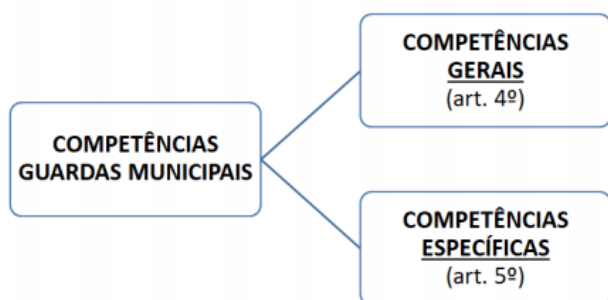 COMPETÊNCIAS
GUARDAS MUNICIPAIS
COMPETÊNCIAS
GERAIS
(art. 4º)
COMPETÊNCIAS
ESPECÍFICAS
(art. 5º)